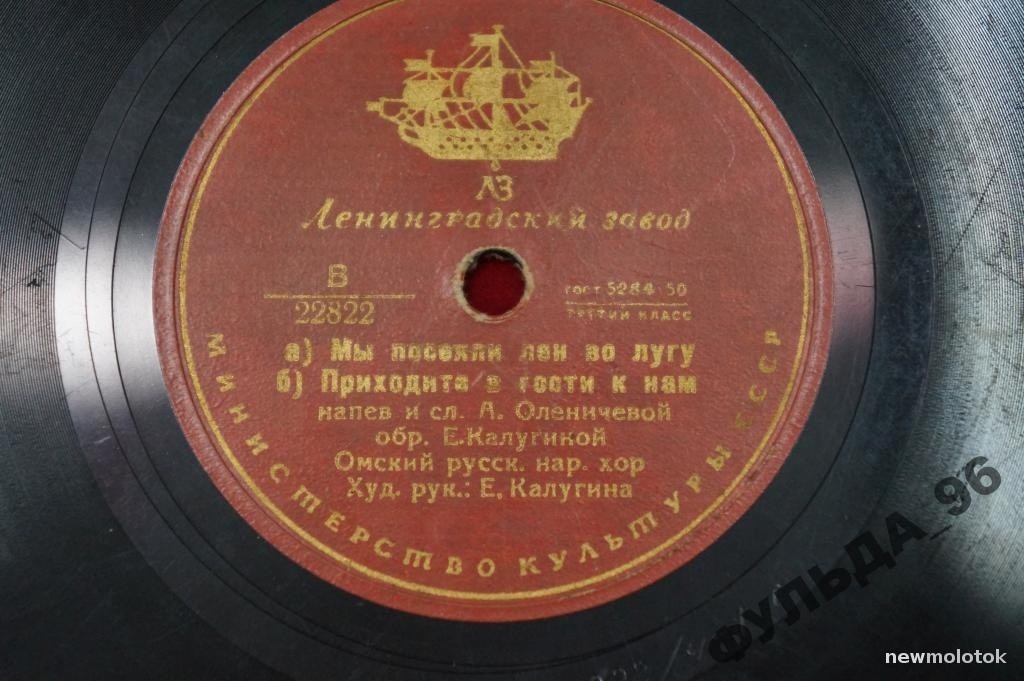 ЛЗ
Ленинградский завод
В
22822
гост 5284-50
третий класс
а) Мы посеяли лен во лугу
б) Приходите в гости к нам
напев и сл. А. Оленичевой
обр. Е. Калугиной
Омский русск. нар. хор
Худ. рук.: Е. Калугина
МИНИСТЕРСТВО КУЛЬТУРЫ СССР
ФУЛЬДА_96
newmolotok